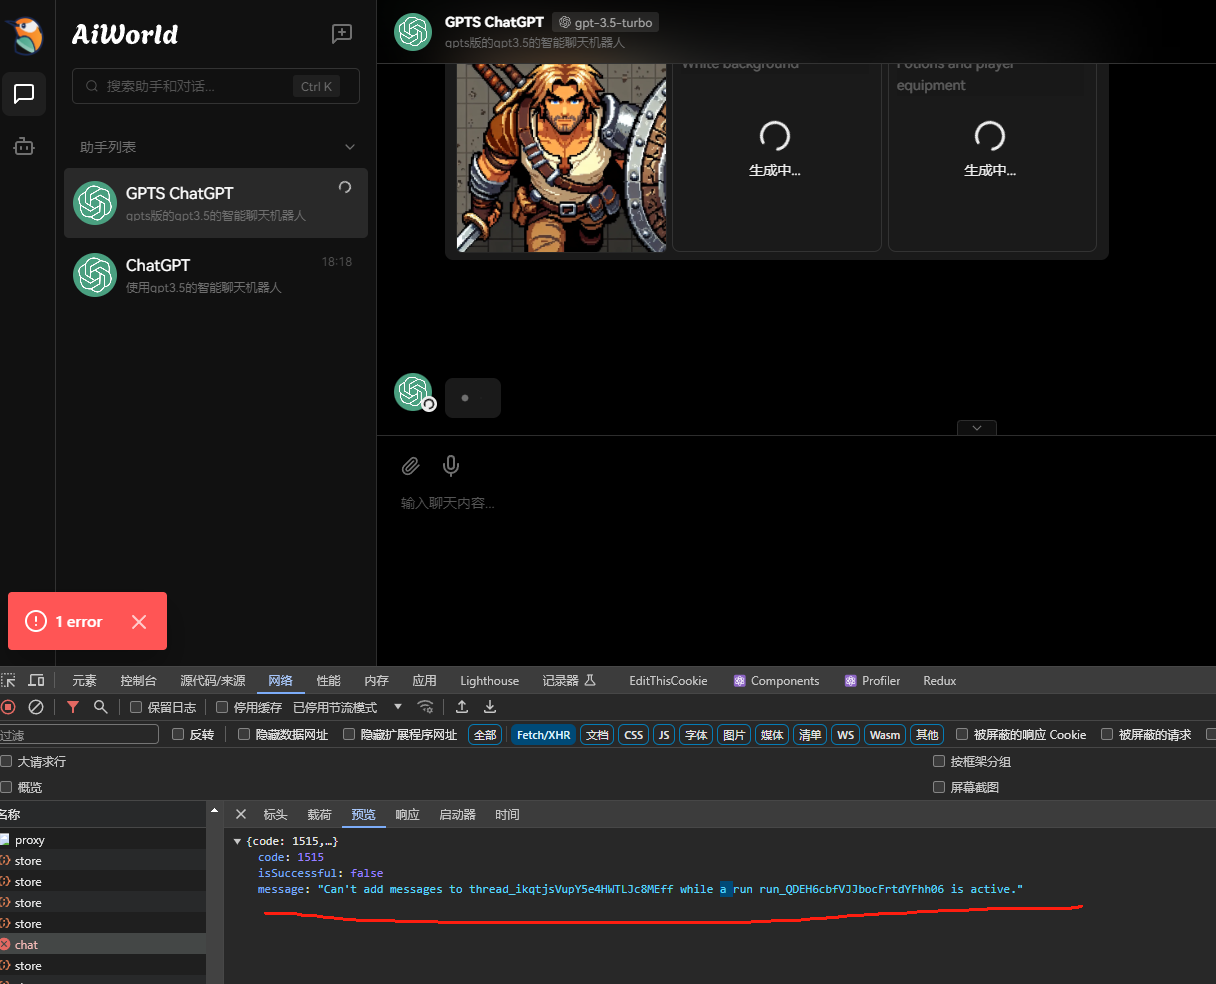 AiWorld
搜索助手和对话... Ctrl K
助手列表
GPTS ChatGPT
gpts版的gpt3.5的智能聊天机器人
ChatGPT 18:18
使用gpt3.5的智能聊天机器人
GPTS ChatGPT gpt-3.5-turbo
gpts版的gpt3.5的智能聊天机器人
White background
Potions and player
equipment
生成中...
生成中...
输入聊天内容...
1 error
元素 控制台 源代码/来源 网络 性能 内存 应用 Lighthouse 记录器 EditThisCookie Components Profiler Redux
保留日志 停用缓存 已停用节流模式
过滤 反转 隐藏数据网址 隐藏扩展程序网址 全部 Fetch/XHR 文档 CSS JS 字体 图片 媒体 清单 WS Wasm 其他 被屏蔽的响应 Cookie 被屏蔽的请求
大请求行 按框架分组
概览 屏幕截图
名称 标头 载荷 预览 响应 启动器 时间
proxy
store
store
store
store
chat
store
{code: 1515,…}
code: 1515
isSuccessful: false
message: "Can't add messages to thread_ikqtjsVupY5e4HWTLJc8MEff while a run run_QDEH6cbfVJJbocFrtdYFhh06 is active."